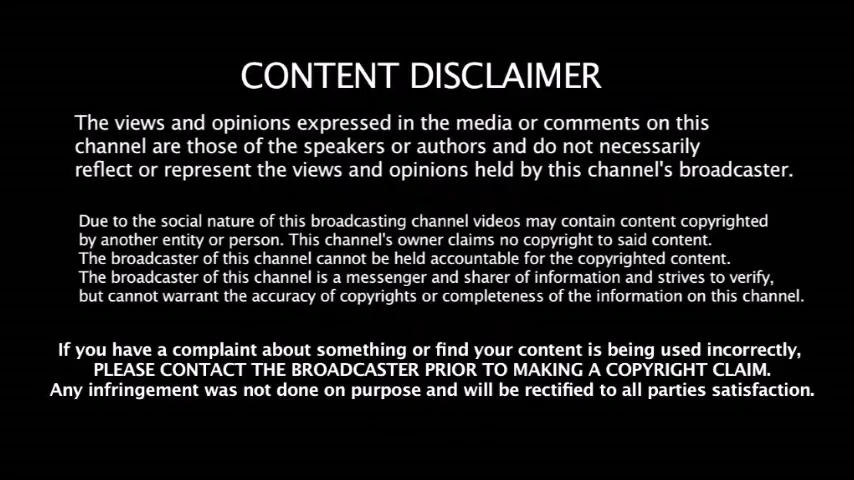 CONTENT DISCLAIMER
The views and opinions expressed in the media or comments on this
channel are those of the speakers or authors and do not necessarily
reflect or represent the views and opinions held by this channel's broadcaster.
Due to the social nature of this broadcasting channel videos may contain content copyrighted
by another entity or person. This channel's owner claims no copyright to said content.
The broadcaster of this channel cannot be held accountable for the copyrighted content.
The broadcaster of this channel is a messenger and sharer of information and strives to verify,
but cannot warrant the accuracy of copyrights or completeness of the information on this channel.
If you have a complaint about something or find your content is being used incorrectly,
PLEASE CONTACT THE BROADCASTER PRIOR TO MAKING A COPYRIGHT CLAIM.
Any infringement was not done on purpose and will be rectified to all parties satisfaction.